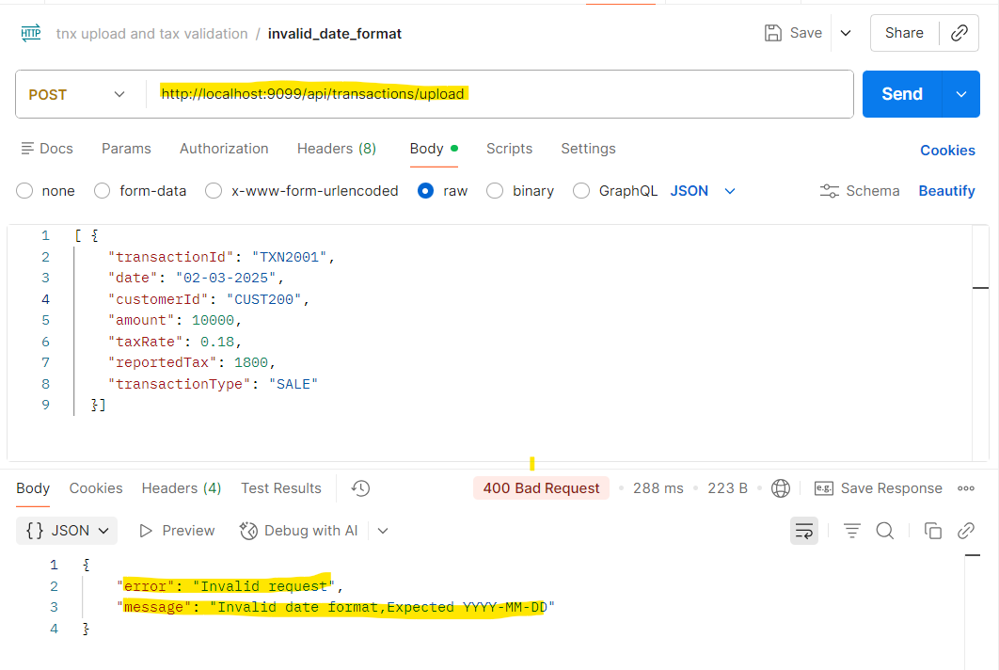 HTTP tnx upload and tax validation / invalid_date_format Save Share
POST http://localhost:9099/api/transactions/upload Send
Docs Params Authorization Headers (8) Body Scripts Settings Cookies
none form-data x-www-form-urlencoded raw binary GraphQL JSON Schema Beautify
1 [ {
2 "transactionId": "TXN2001",
3 "date": "02-03-2025",
4 "customerId": "CUST200",
5 "amount": 10000,
6 "taxRate": 0.18,
7 "reportedTax": 1800,
8 "transactionType": "SALE"
9 }]
Body Cookies Headers (4) Test Results 400 Bad Request • 288 ms • 223 B • e.g. Save Response
{} JSON Preview Debug with AI
1 {
2 "error": "Invalid request",
3 "message": "Invalid date format,Expected YYYY-MM-DD"
4 }